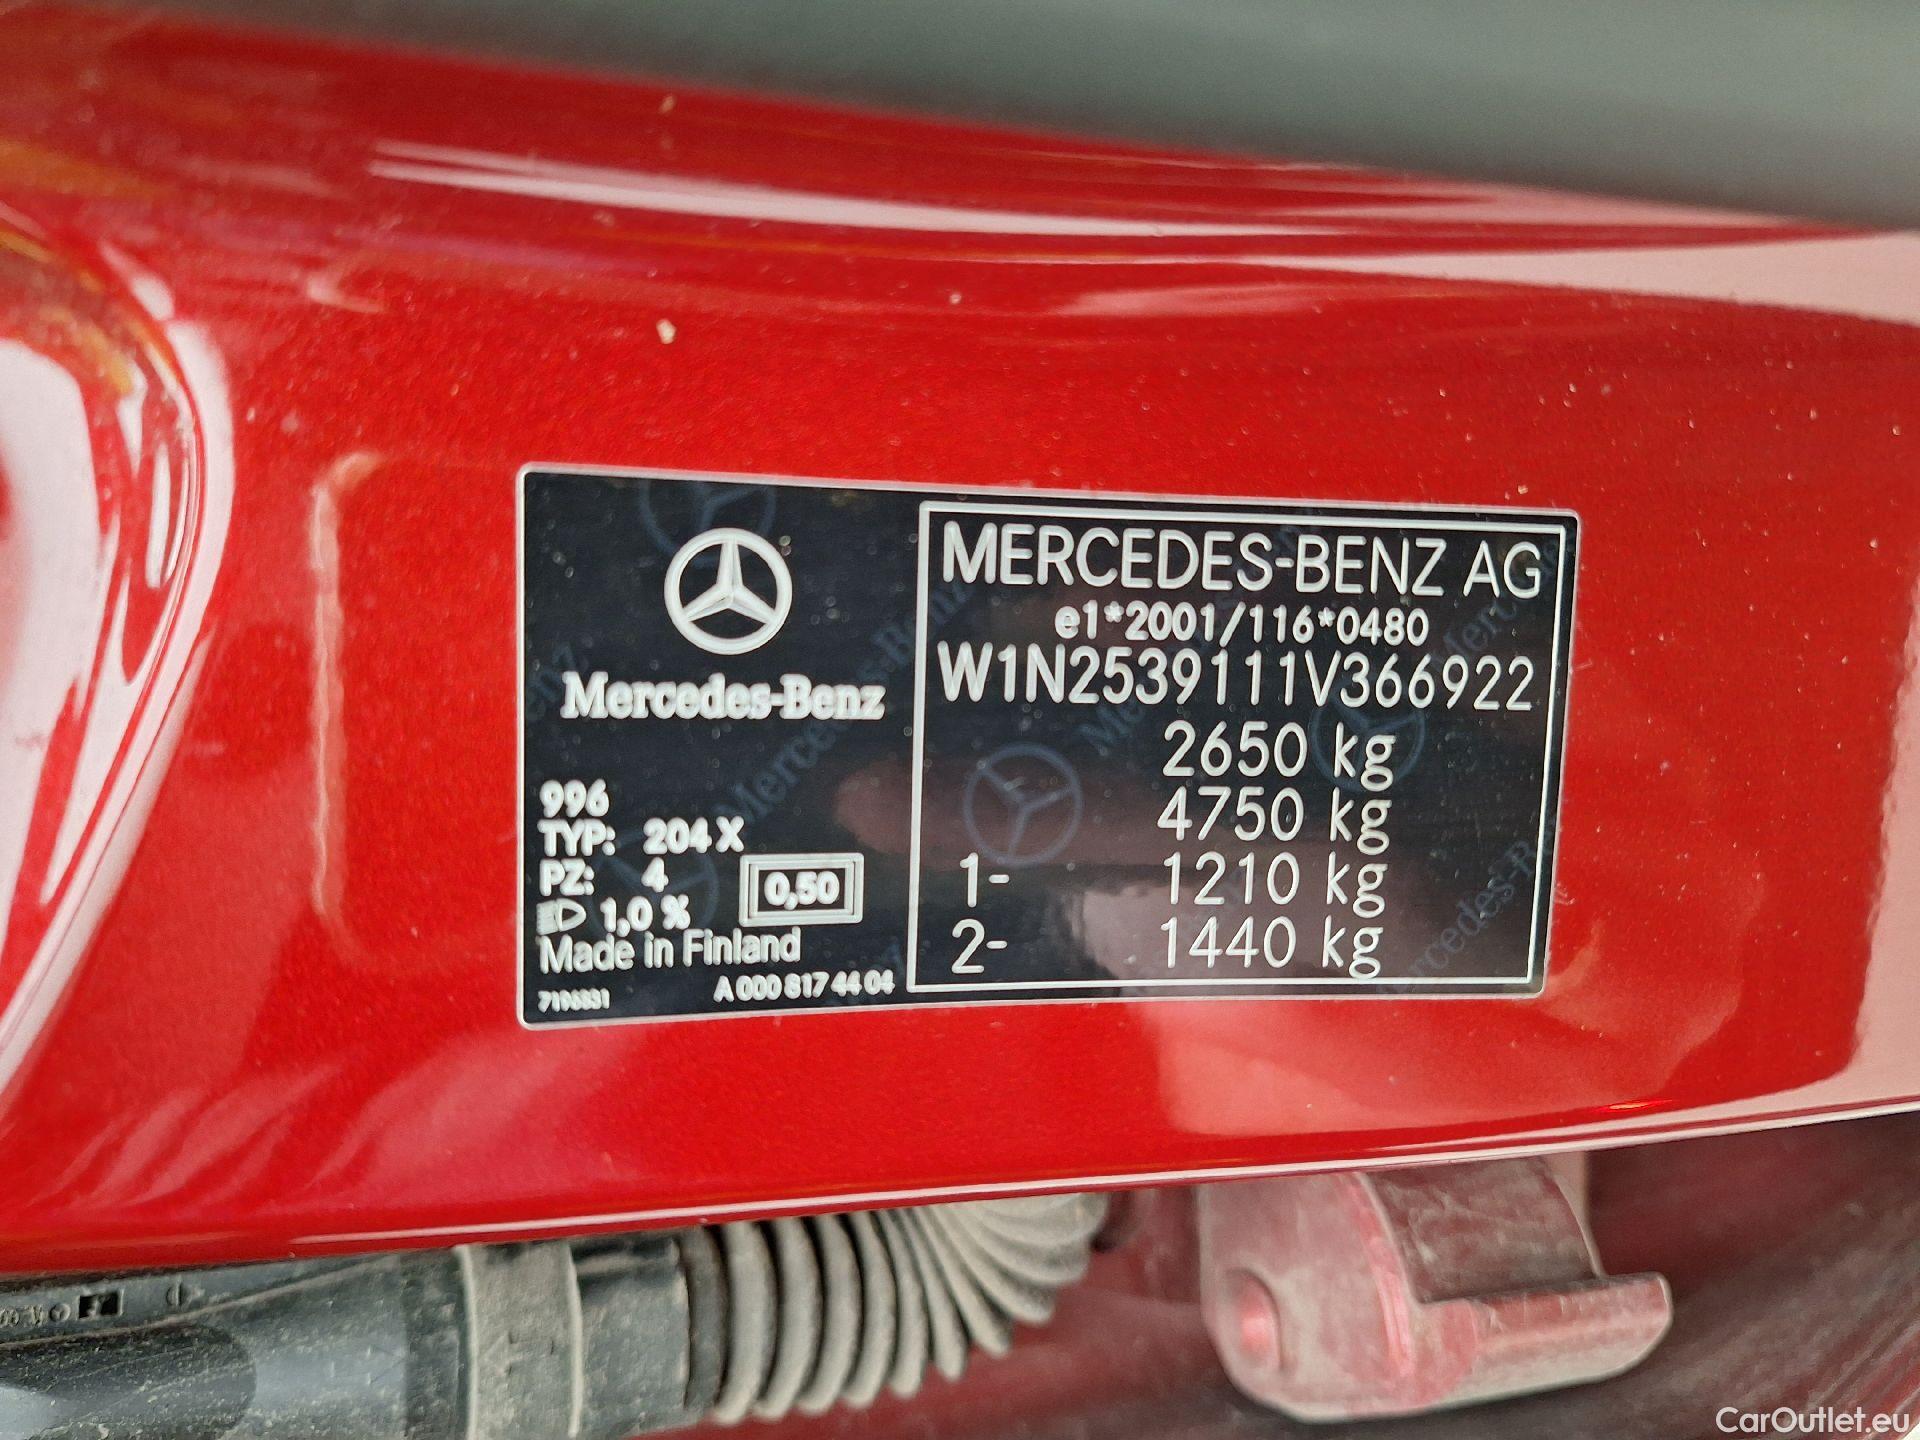 Mercedes-Benz
996
TYP: 204 X
PZ: 4
1,0 %
0,50
Made in Finland
A 000 817 44 04
MERCEDES-BENZ AG
e1*2001/116*0480
W1N2539111V366922
2650 kg
4750 kg
1- 1210 kg
2- 1440 kg
CarOutlet.eu